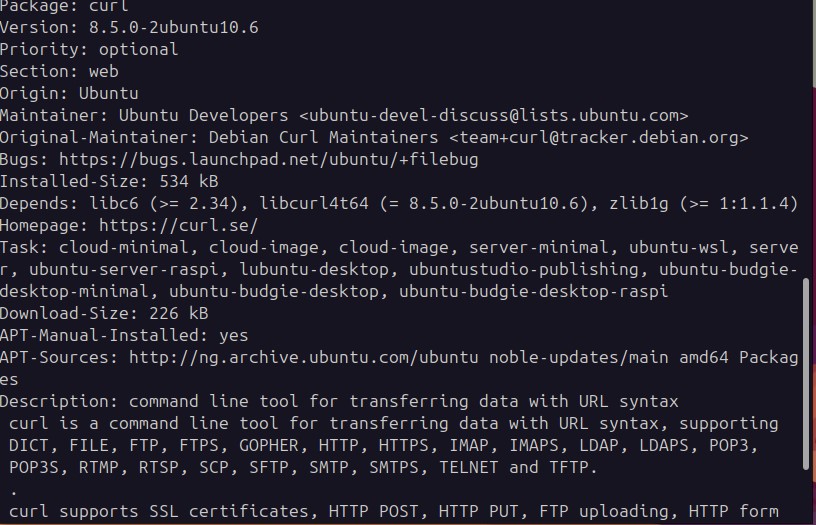 Package: curl
Version: 8.5.0-2ubuntu10.6
Priority: optional
Section: web
Origin: Ubuntu
Maintainer: Ubuntu Developers <ubuntu-devel-discuss@lists.ubuntu.com>
Original-Maintainer: Debian Curl Maintainers <team+curl@tracker.debian.org>
Bugs: https://bugs.launchpad.net/ubuntu/+filebug
Installed-Size: 534 kB
Depends: libc6 (>= 2.34), libcurl4t64 (= 8.5.0-2ubuntu10.6), zlib1g (>= 1:1.1.4)
Homepage: https://curl.se/
Task: cloud-minimal, cloud-image, cloud-image, server-minimal, ubuntu-wsl, serve
r, ubuntu-server-raspi, lubuntu-desktop, ubuntustudio-publishing, ubuntu-budgie-
desktop-minimal, ubuntu-budgie-desktop, ubuntu-budgie-desktop-raspi
Download-Size: 226 kB
APT-Manual-Installed: yes
APT-Sources: http://ng.archive.ubuntu.com/ubuntu noble-updates/main amd64 Packag
es
Description: command line tool for transferring data with URL syntax
 curl is a command line tool for transferring data with URL syntax, supporting
 DICT, FILE, FTP, FTPS, GOPHER, HTTP, HTTPS, IMAP, IMAPS, LDAP, LDAPS, POP3,
 POP3S, RTMP, RTSP, SCP, SFTP, SMTP, SMTPS, TELNET and TFTP.
 .
 curl supports SSL certificates, HTTP POST, HTTP PUT, FTP uploading, HTTP form